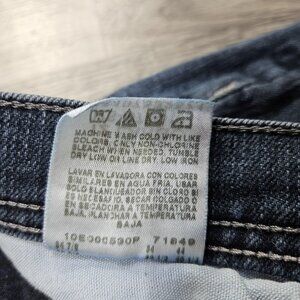 MACHINE WASH COLD WITH LIKE
COLORS, ONLY NON-CHLORINE
BLEACH WHEN NEEDED, TUMBLE
DRY LOW OR LINE DRY, LOW IRON
LAVAR EN LAVADORA CON COLORES
SIMILARES EN AGUA FRIA, USAR
SOLO BLANQUEADOR SIN CLORO SI
ES NECESARIO, SECAR COLGADO O
EN SECADORA A TEMPERATURA
BAJA, PLANCHAR A TEMPERATURA
BAJA
71849